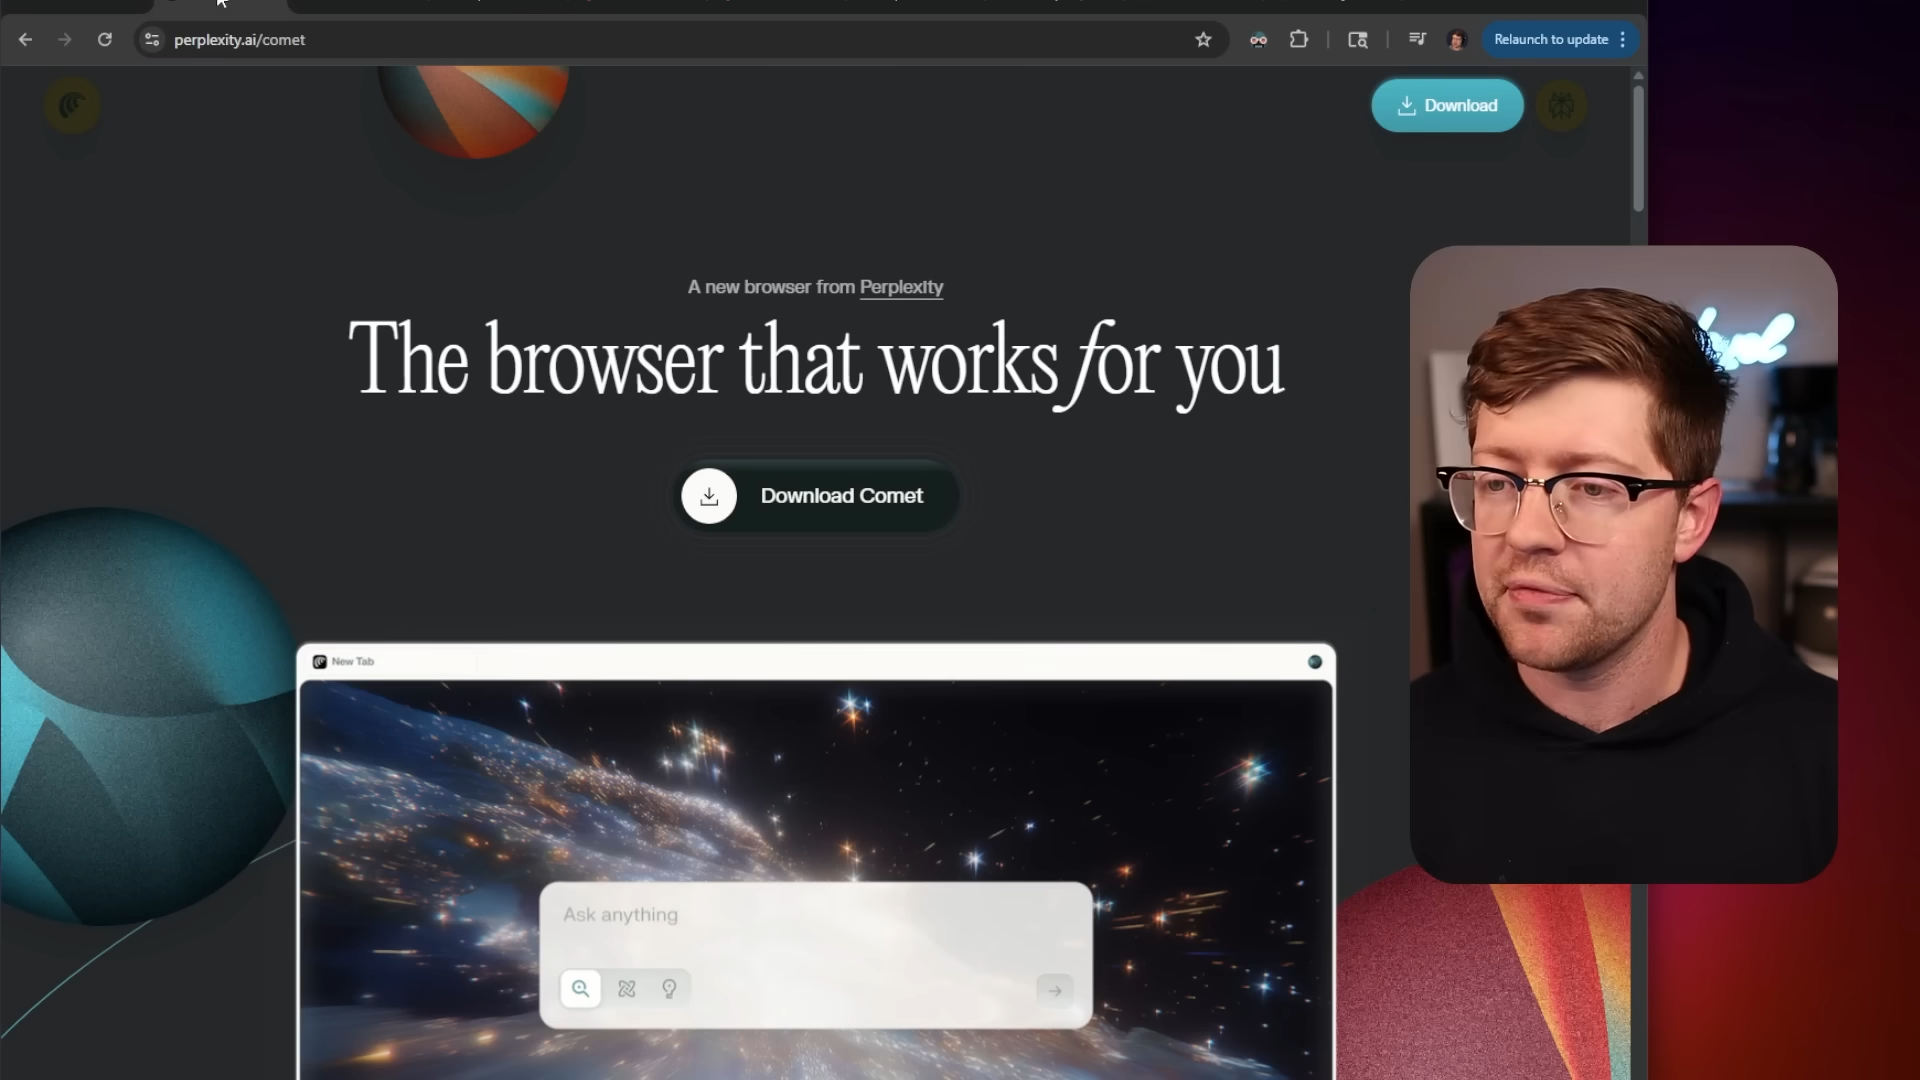 perplexity.ai/comet
Relaunch to update
Download
A new browser from Perplexity
The browser that works for you
Download Comet
New Tab
Ask anything